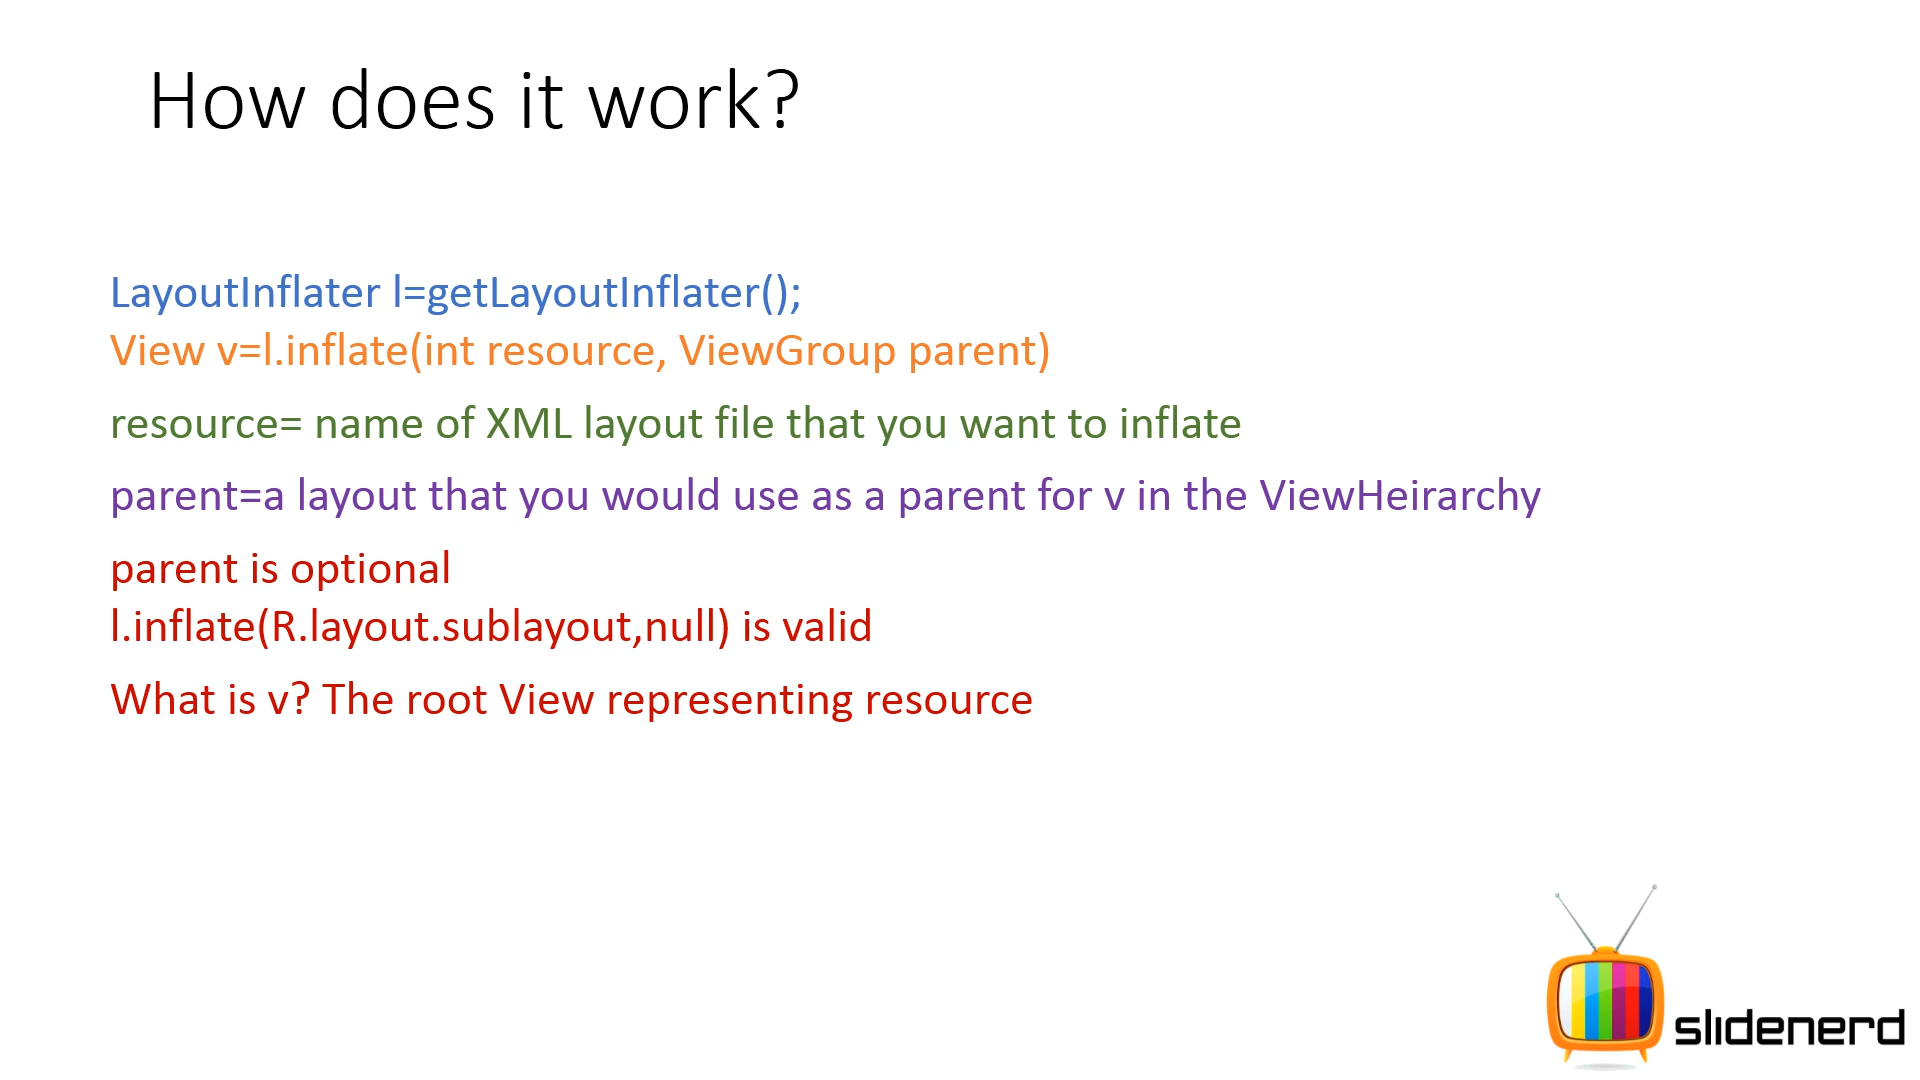 How does it work?
LayoutInflater l=getLayoutInflater();
View v=l.inflate(int resource, ViewGroup parent)
resource= name of XML layout file that you want to inflate
parent=a layout that you would use as a parent for v in the ViewHeirarchy
parent is optional
l.inflate(R.layout.sublayout,null) is valid
What is v? The root View representing resource
slidenerd